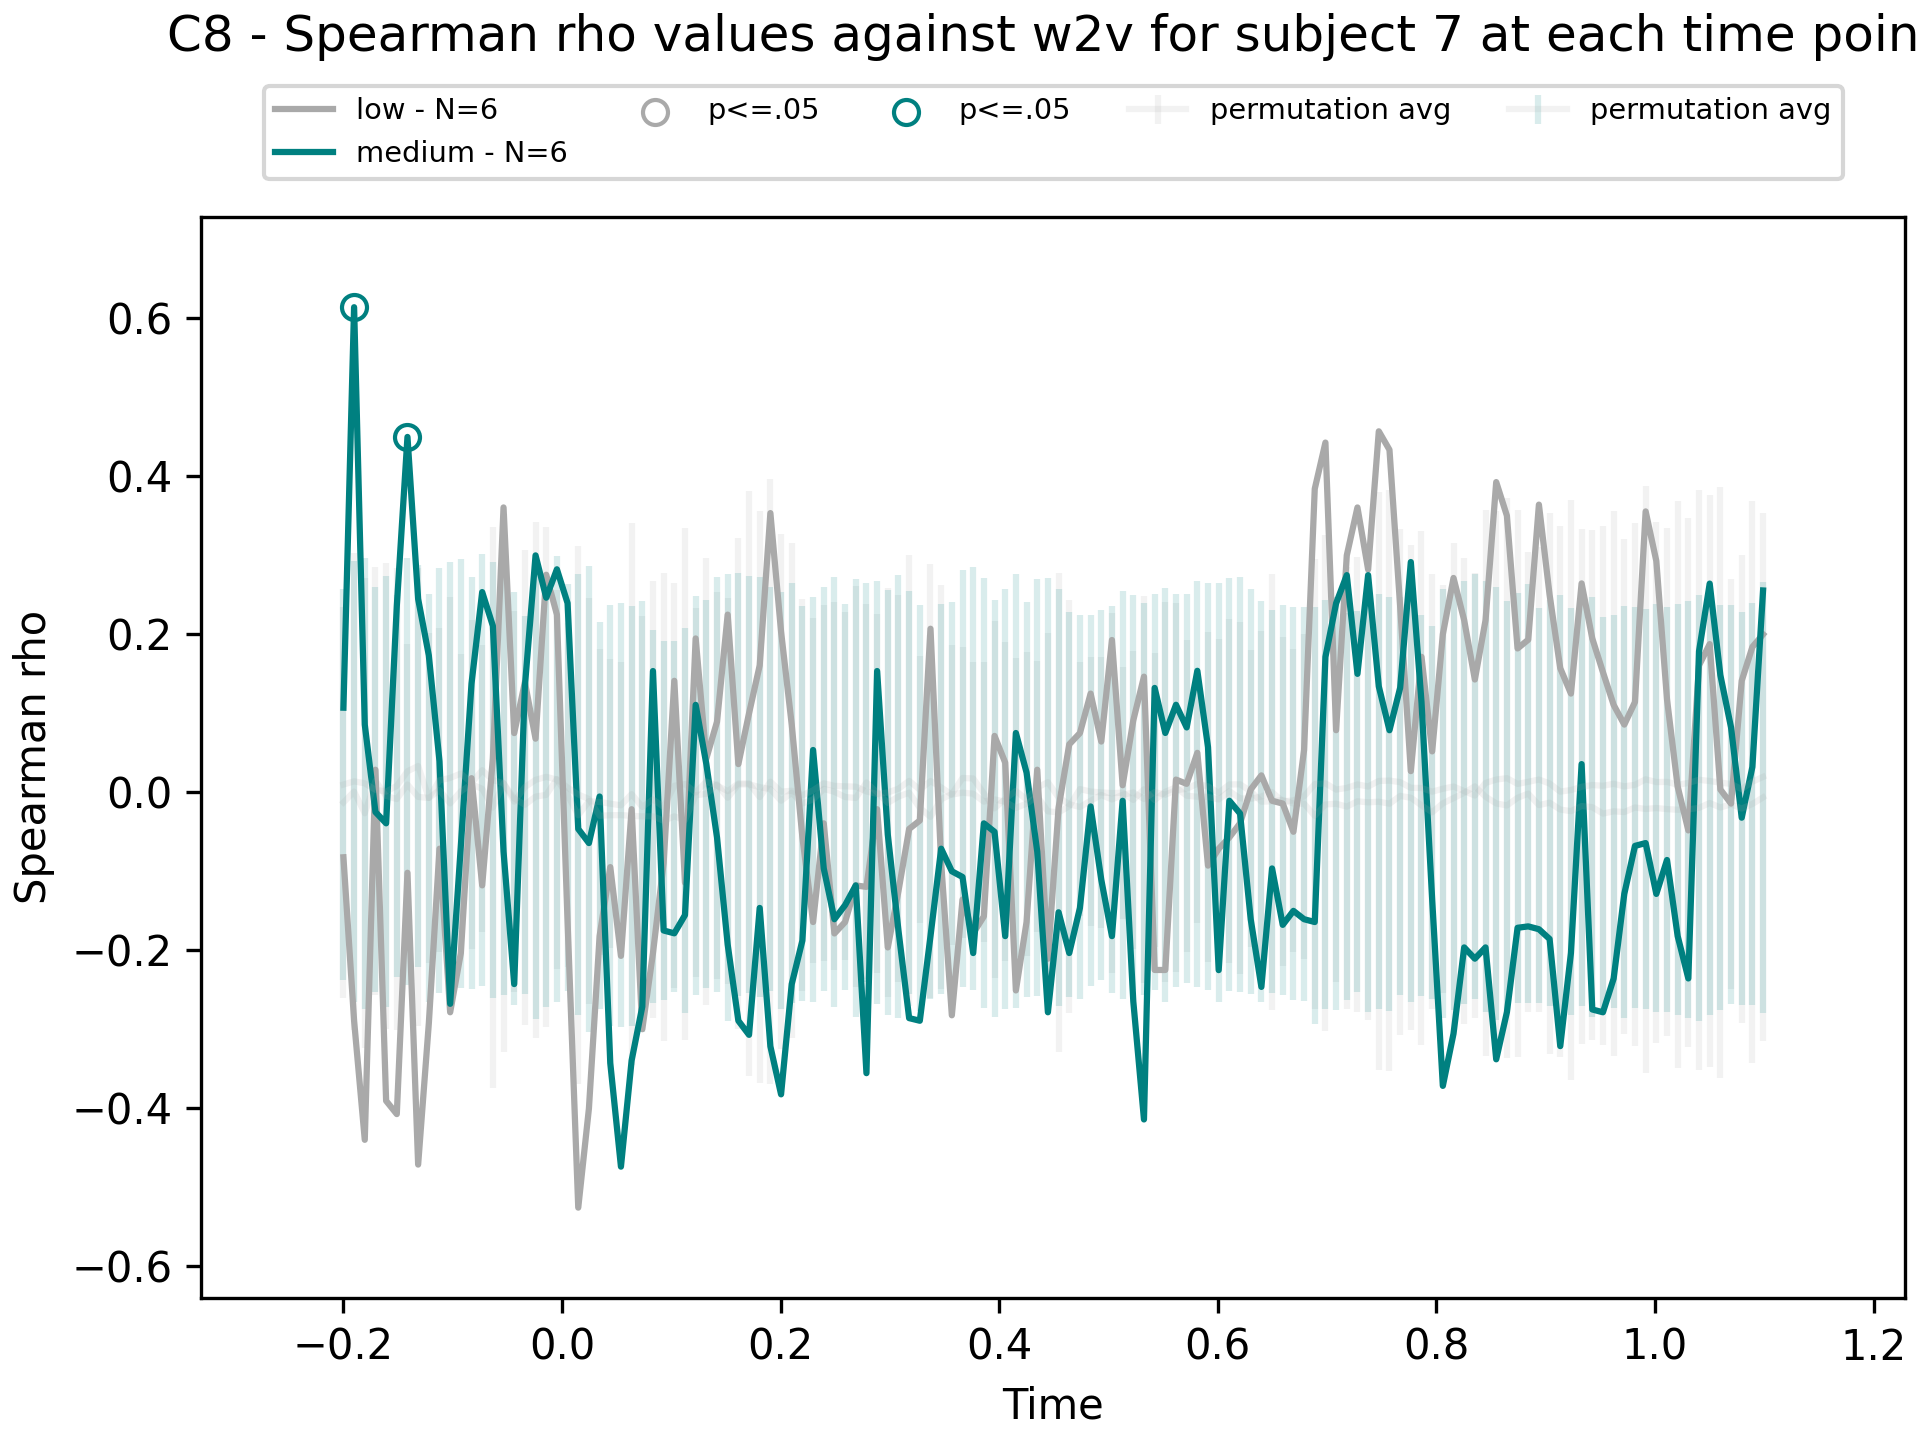 C8 - Spearman rho values against w2v for subject 7 at each time poin
low - N=6
medium - N=6
p<=.05
p<=.05
permutation avg
permutation avg
Spearman rho
0.6
0.4
0.2
0.0
−0.2
−0.4
−0.6
−0.2 0.0 0.2 0.4 0.6 0.8 1.0 1.2
Time